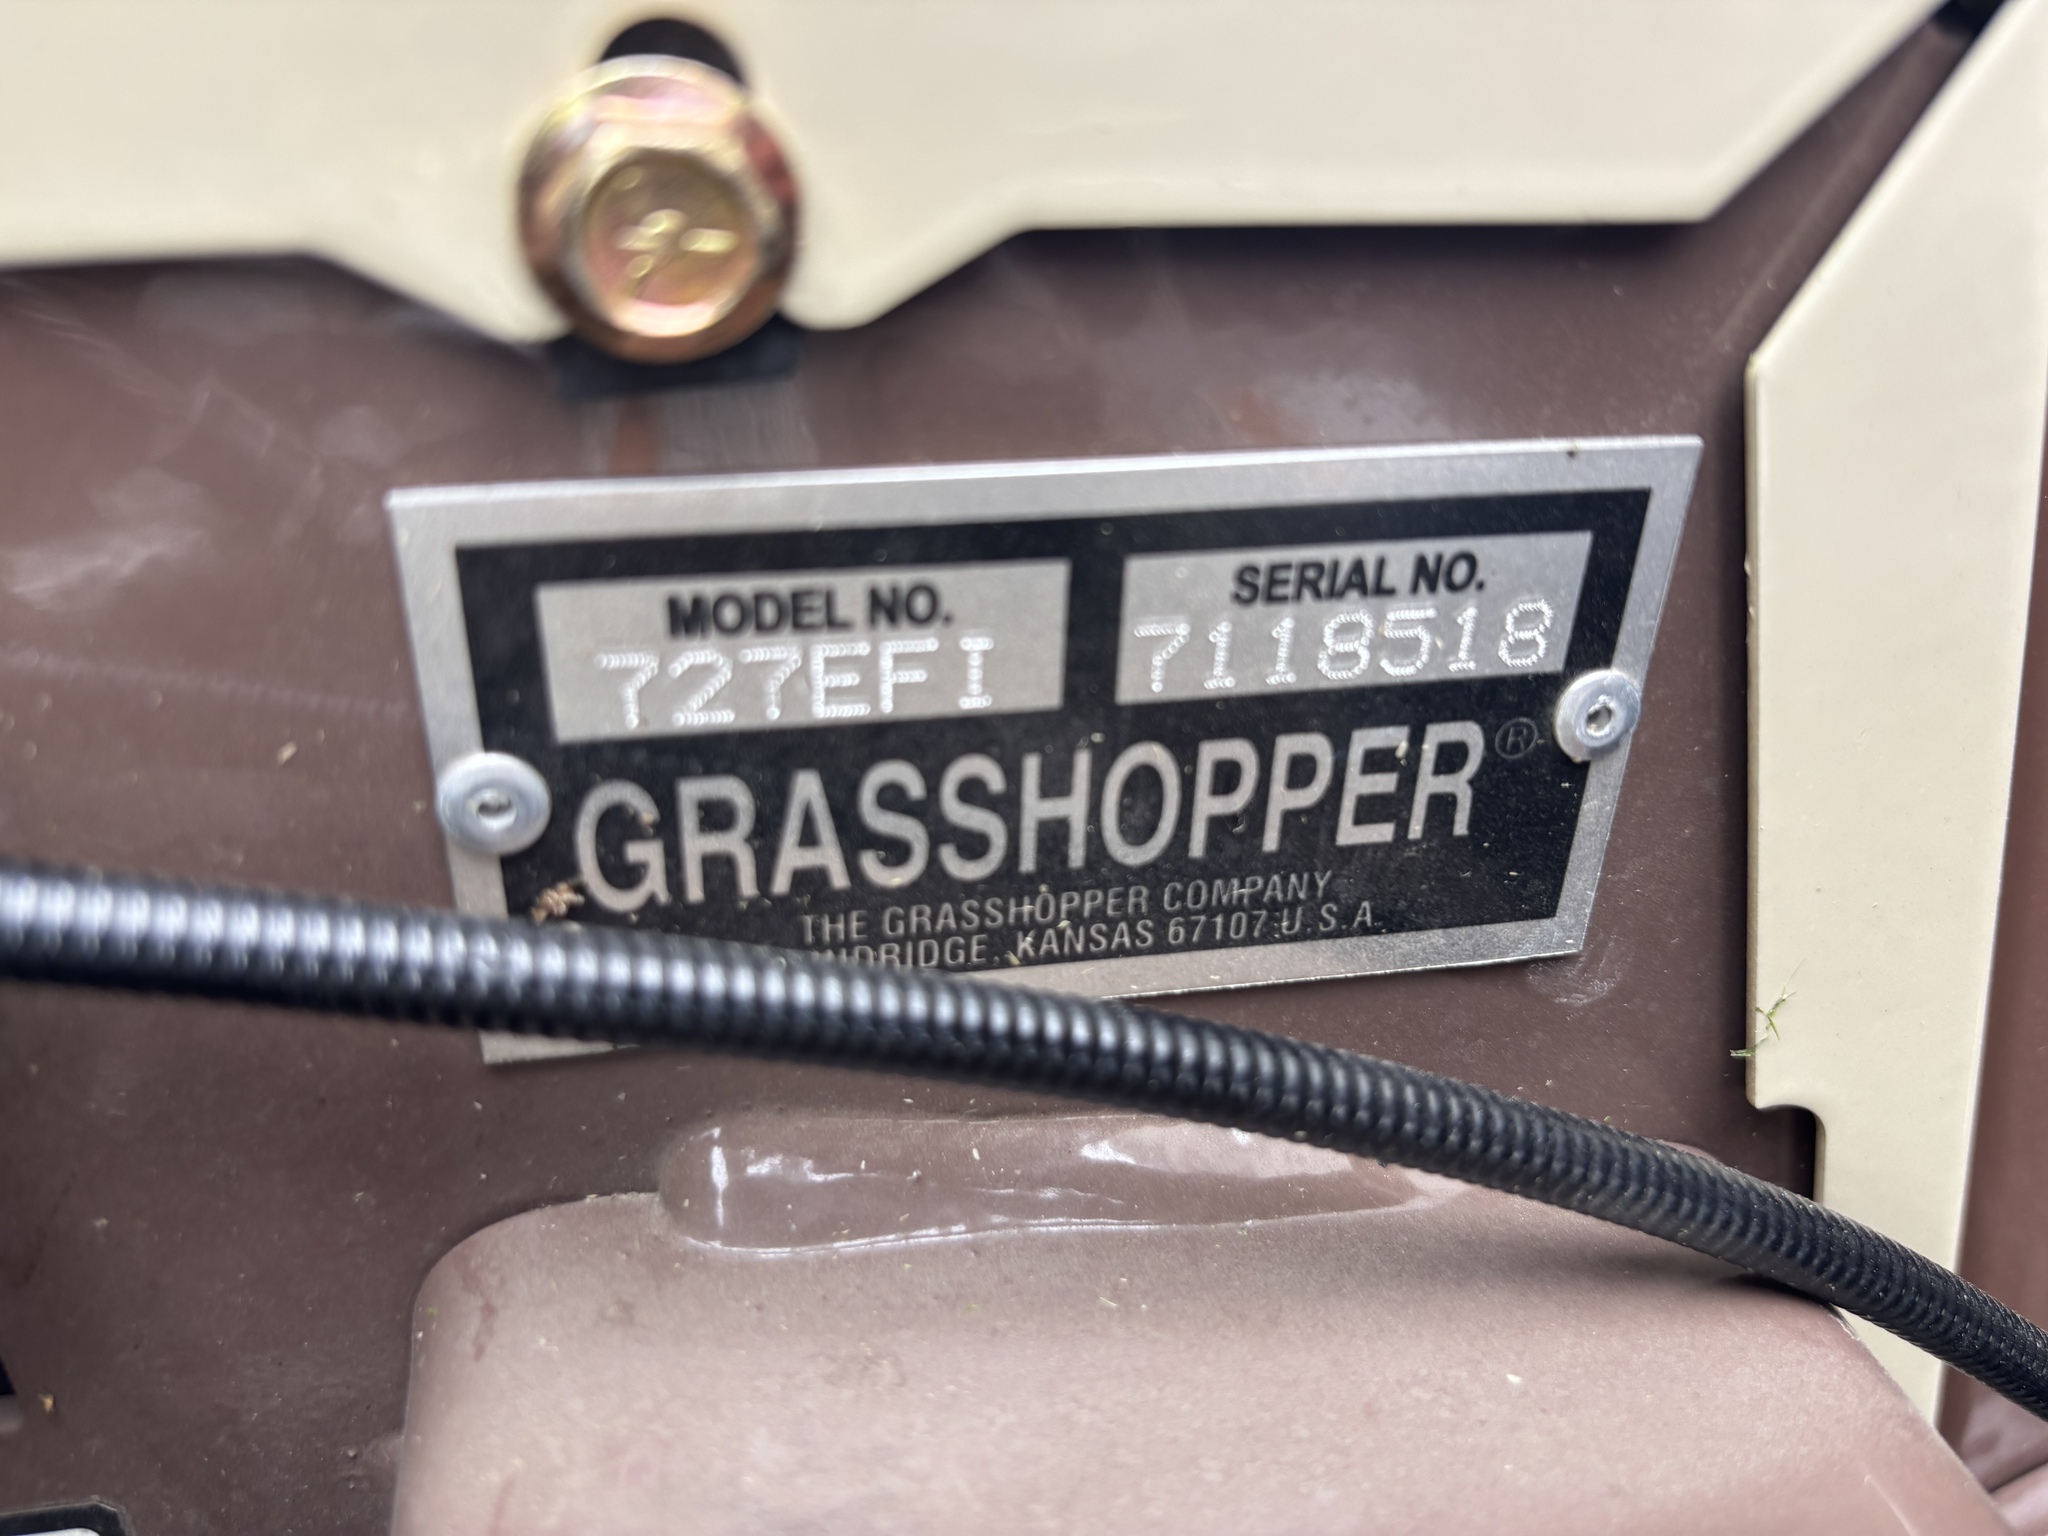 MODEL NO. SERIAL NO.
727EFI 7118518
GRASSHOPPER®
THE GRASSHOPPER COMPANY
KANSAS 67107 U.S.A.